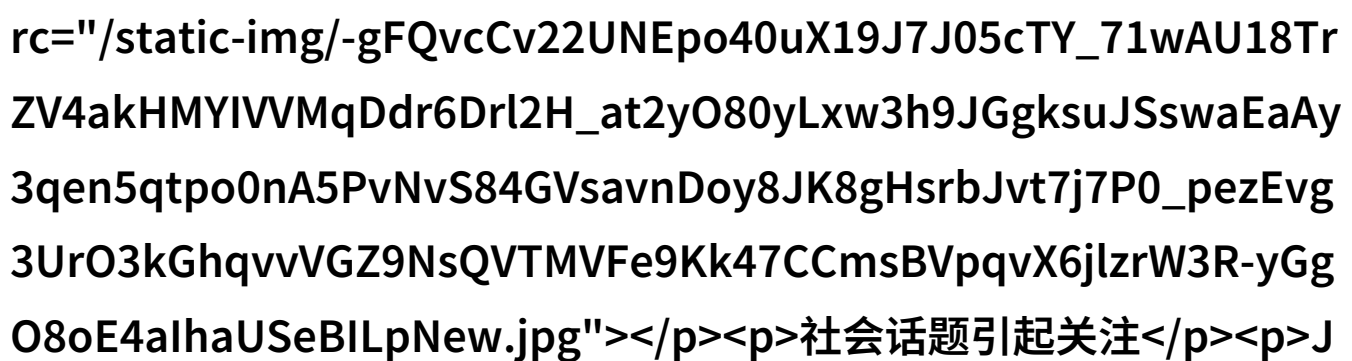 rc="/static-img/-gFQvcCv22UNEpo40uX19J7J05cTY_71wAU18Tr
ZV4akHMYIVVMqDdr6Drl2H_at2yO80yLxw3h9JGgksuJSswaEaAy
3qen5qtpo0nA5PvNvS84GVsavnDoy8JK8gHsrbJvt7j7P0_pezEvg
3UrO3kGhqvvVGZ9NsQVTMVFe9Kk47CCmsBVpqvX6jlzrW3R-yGg
O8oE4aIhaUSeBILpNew.jpg"></p><p>社会话题引起关注</p><p>J